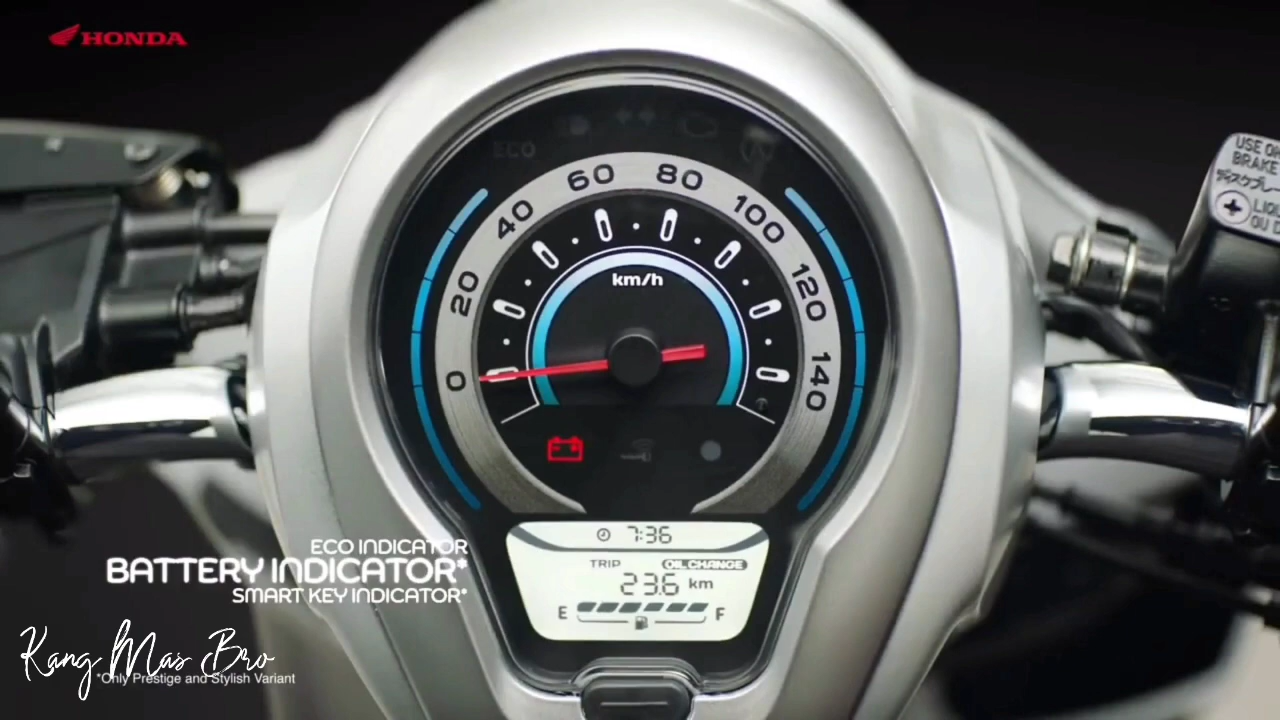 HONDA
ECO
60 80
40 100
20 120
0 140
km/h
7:36
TRIP OIL CHANGE
23.6 km
E F
ECO INDICATOR
BATTERY INDICATOR*
SMART KEY INDICATOR*
Kang Mas Bro
*Only Prestige and Stylish Variant
USE
BRAKE